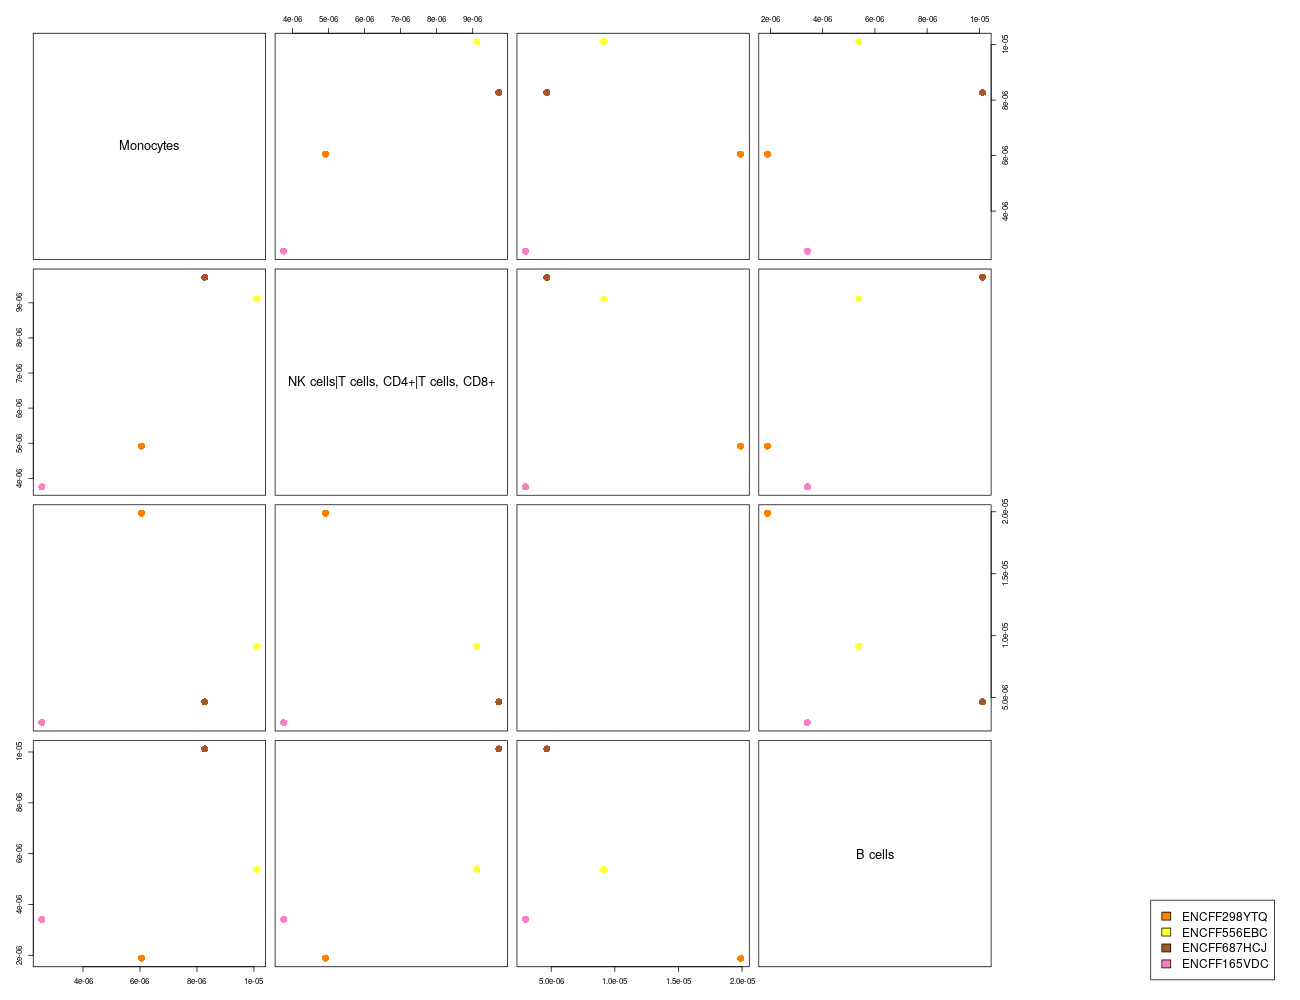 4e-06 5e-06 6e-06 7e-06 8e-06 9e-06
2e-06 4e-06 6e-06 8e-06 1e-05
Monocytes
4e-06 6e-06 8e-06 1e-05
4e-06 5e-06 6e-06 7e-06 8e-06 9e-06
NK cells|T cells, CD4+|T cells, CD8+
5.0e-06 1.0e-05 1.5e-05 2.0e-05
2e-06 4e-06 6e-06 8e-06 1e-05
B cells
4e-06 6e-06 8e-06 1e-05
5.0e-06 1.0e-05 1.5e-05 2.0e-05
ENCFF298YTQ
ENCFF556EBC
ENCFF687HCJ
ENCFF165VDC